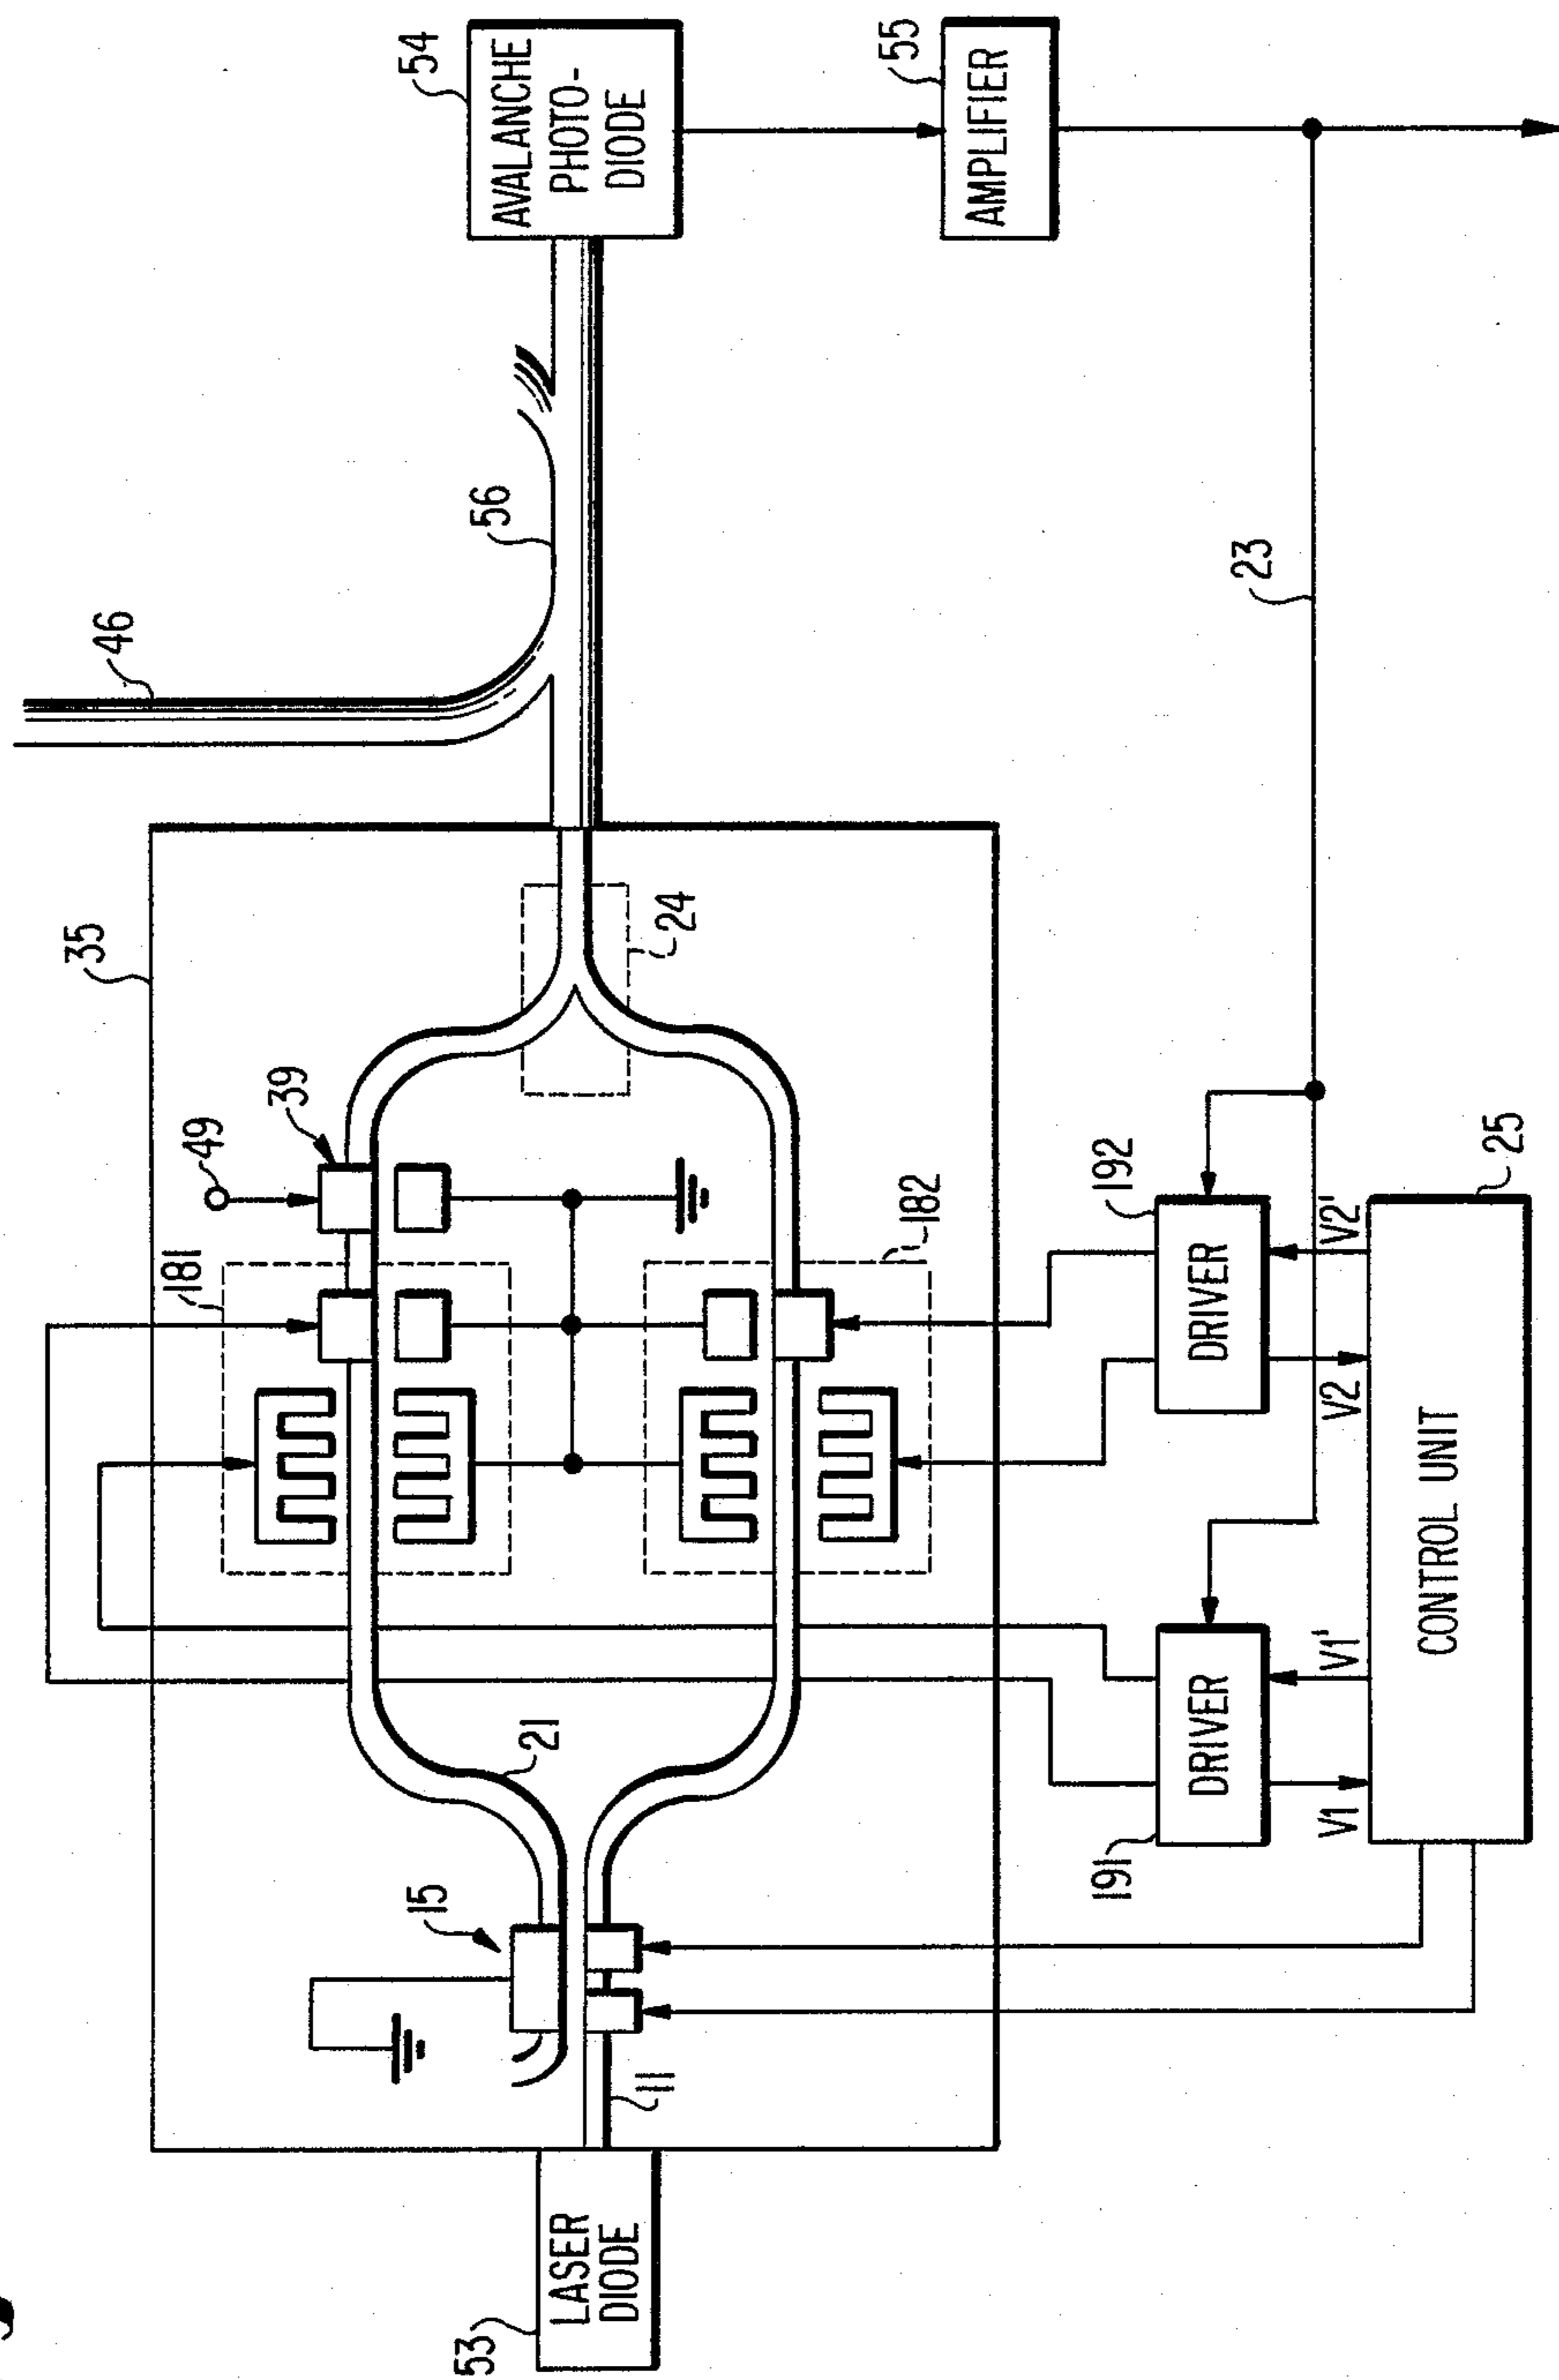 53
LASER
DIODE
11
15
21
35
181
49
39
182
24
46
56
54
AVALANCHE
PHOTO-
DIODE
55
AMPLIFIER
23
191
DRIVER
192
DRIVER
V1
V1'
V2
V2'
CONTROL UNIT
25